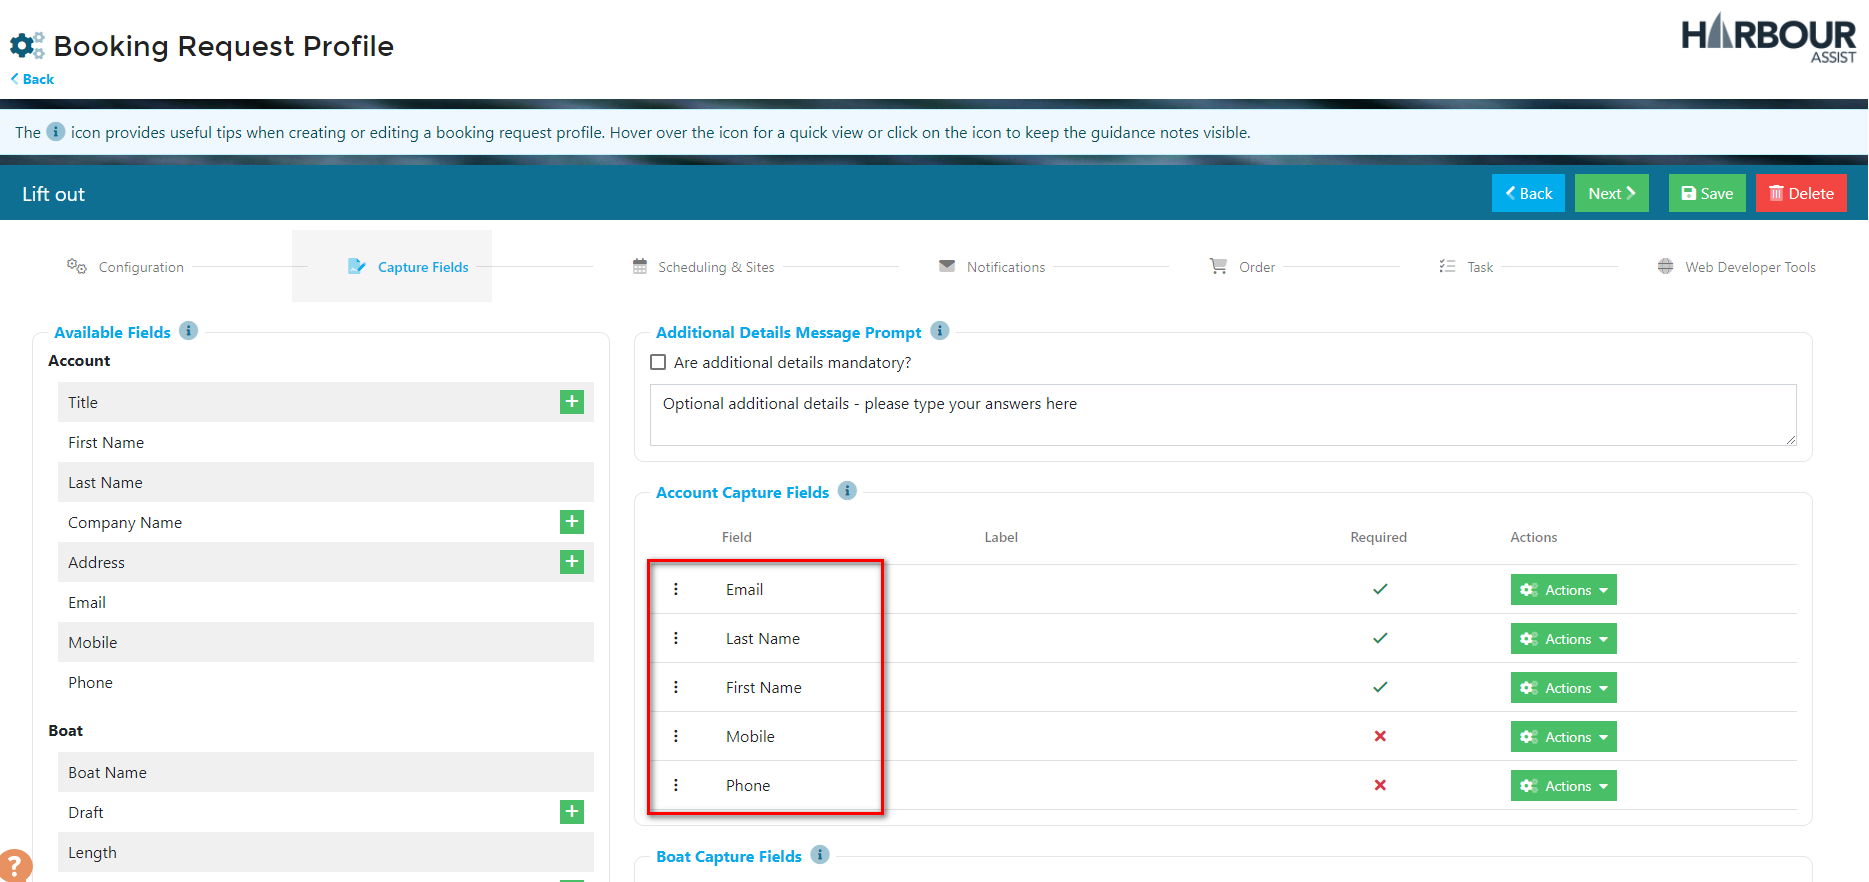 Booking Request Profile
HARBOUR
ASSIST
Back
The i icon provides useful tips when creating or editing a booking request profile. Hover over the icon for a quick view or click on the icon to keep the guidance notes visible.
Lift out
Back
Next
Save
Delete
Configuration
Capture Fields
Scheduling & Sites
Notifications
Order
Task
Web Developer Tools
Available Fields i
Account
Title
First Name
Last Name
Company Name
Address
Email
Mobile
Phone
Boat
Boat Name
Draft
Length
Additional Details Message Prompt i
Are additional details mandatory?
Optional additional details - please type your answers here
Account Capture Fields i
Field Label Required Actions
Email Actions
Last Name Actions
First Name Actions
Mobile Actions
Phone Actions
Boat Capture Fields i
?